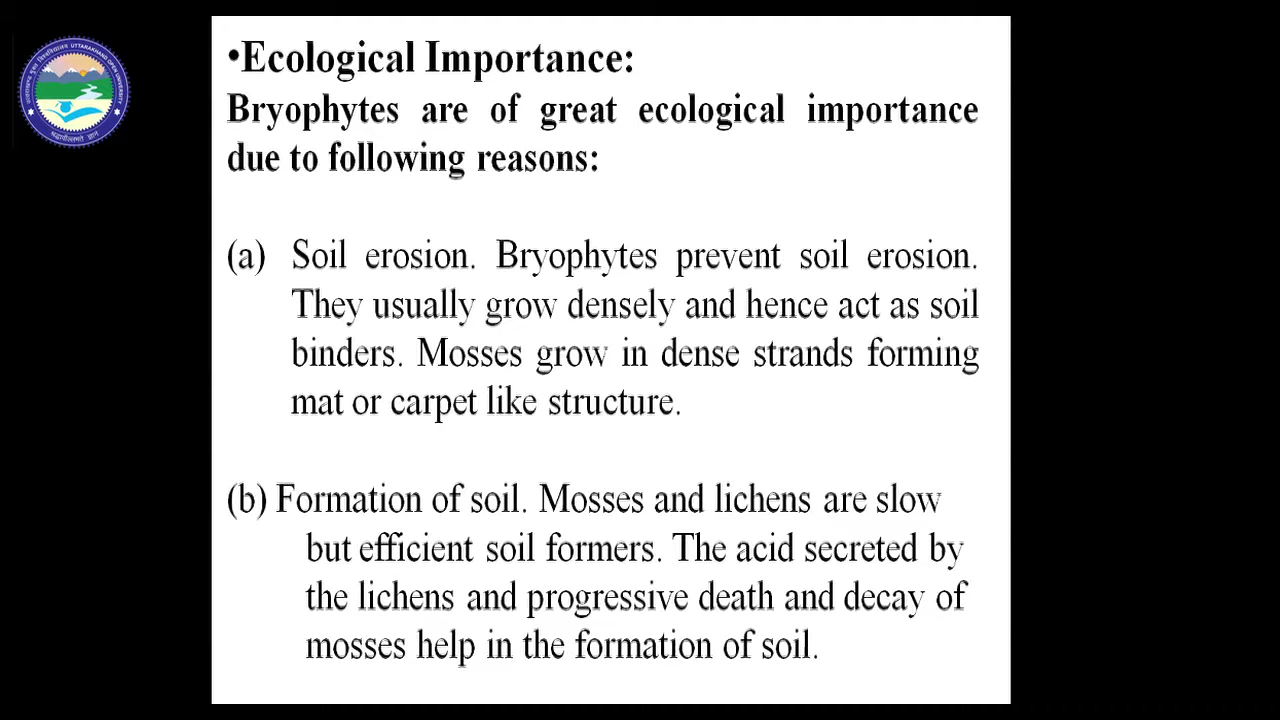 •Ecological Importance:
Bryophytes are of great ecological importance
due to following reasons:
(a) Soil erosion. Bryophytes prevent soil erosion.
They usually grow densely and hence act as soil
binders. Mosses grow in dense strands forming
mat or carpet like structure.
(b) Formation of soil. Mosses and lichens are slow
but efficient soil formers. The acid secreted by
the lichens and progressive death and decay of
mosses help in the formation of soil.
UTTARAKHAND OPEN UNIVERSITY